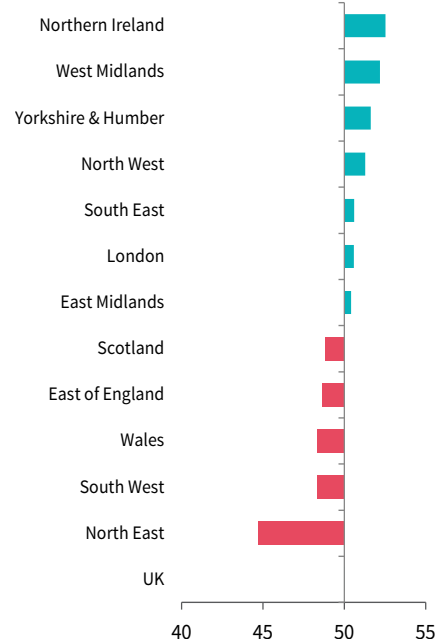 Northern Ireland
West Midlands
Yorkshire & Humber
North West
South East
London
East Midlands
Scotland
East of England
Wales
South West
North East
UK
40 45 50 55